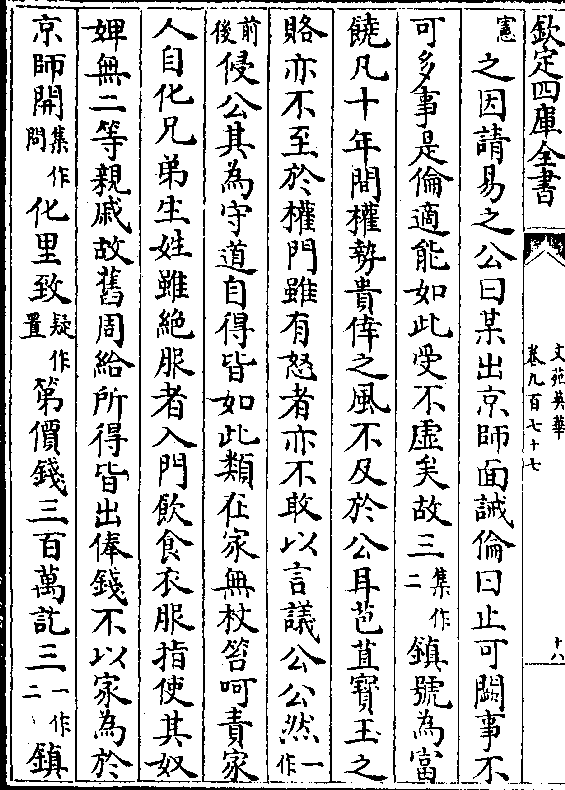 欽定四庫全書
文苑英華
卷九百七十七
十八
憲之因請易之公曰某出京師面誡倫曰止可闕事不
可多事是倫適能如此受不虛矣故三集作二鎮號為富
饒凡十年間權勢貴倖之風不及於公耳苞苴寶玉之
賂亦不至於權門雖有怒者亦不敢以言議公公然一作
前後侵公其為守道自得皆如此類在家無杖笞呵責家
人自化兄弟生姪雖絶服者入門飲食衣服指使其奴
婢無二等親戚故舊周給所得皆出俸錢不以家為於
京師開集作問化里致疑作置第價錢三百萬訖三一作二鎮